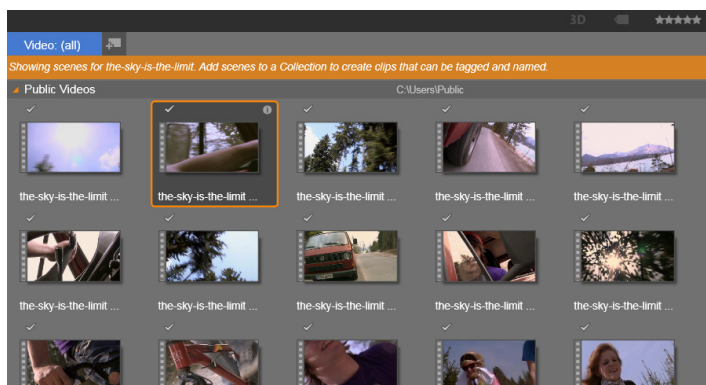 3D
Video: (all)
Showing scenes for the-sky-is-the-limit. Add scenes to a Collection to create clips that can be tagged and named.
Public Videos C:\Users\Public
the-sky-is-the-limit ... the-sky-is-the-limit ... the-sky-is-the-limit ... the-sky-is-the-limit ... the-sky-is-the-limit ...
the-sky-is-the-limit ... the-sky-is-the-limit ... the-sky-is-the-limit ... the-sky-is-the-limit ... the-sky-is-the-limit ...